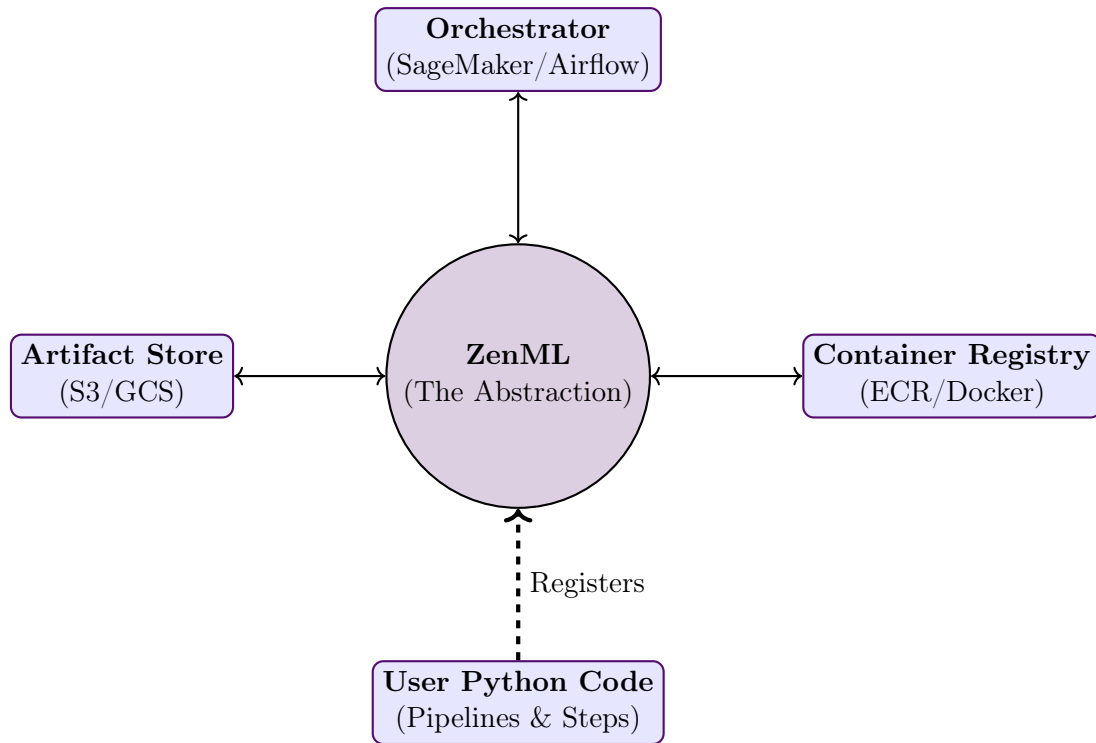 Orchestrator
(SageMaker/Airflow)
Artifact Store
(S3/GCS)
ZenML
(The Abstraction)
Container Registry
(ECR/Docker)
Registers
User Python Code
(Pipelines & Steps)